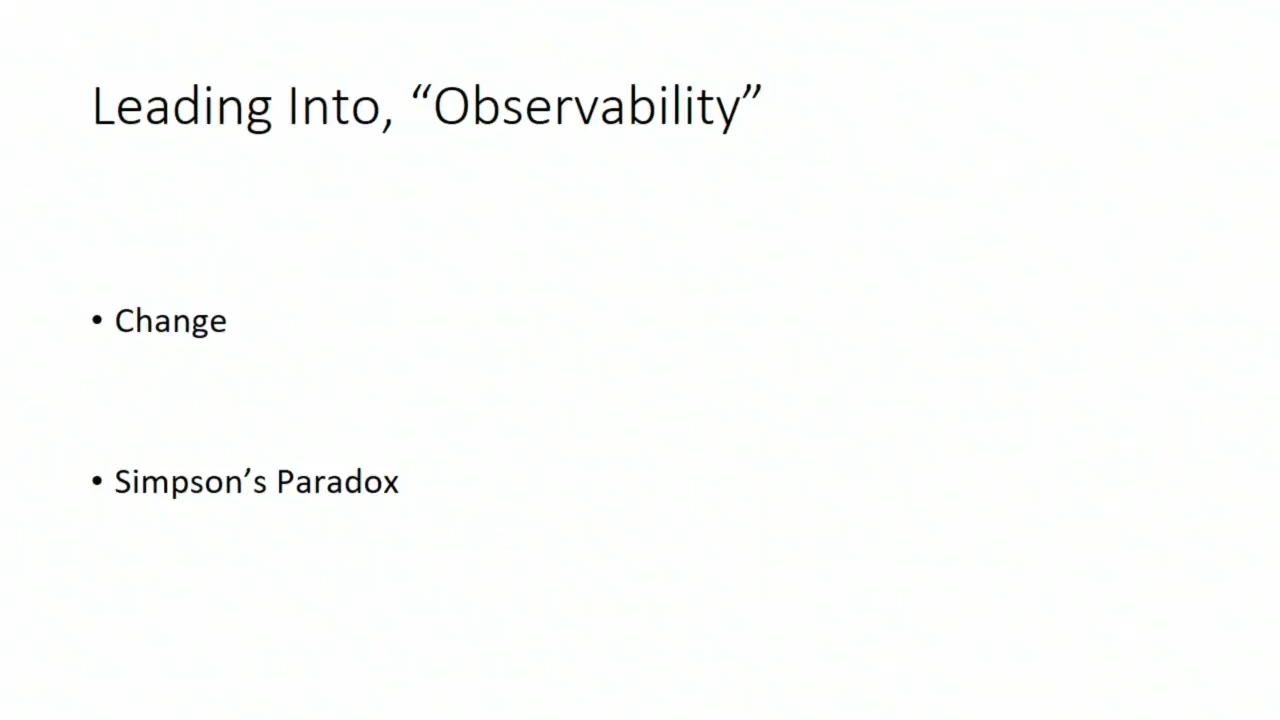 Leading Into, “Observability”
• Change
• Simpson’s Paradox